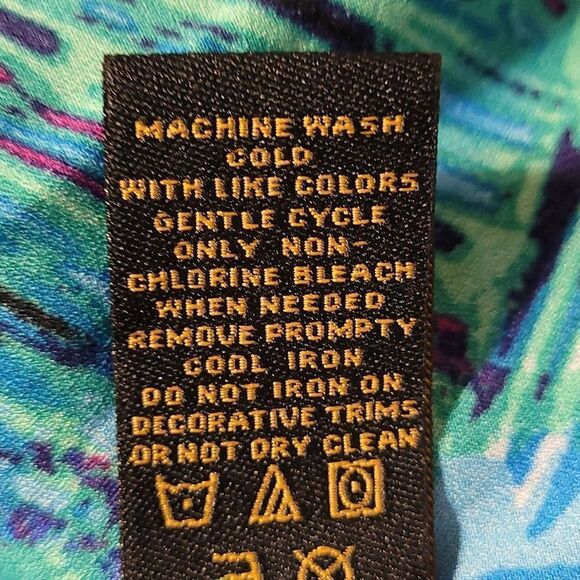 MACHINE WASH
COLD
WITH LIKE COLORS
GENTLE CYCLE
ONLY NON-
CHLORINE BLEACH
WHEN NEEDED
REMOVE PROMPTY
COOL IRON
DO NOT IRON ON
DECORATIVE TRIMS
OR NOT DRY CLEAN